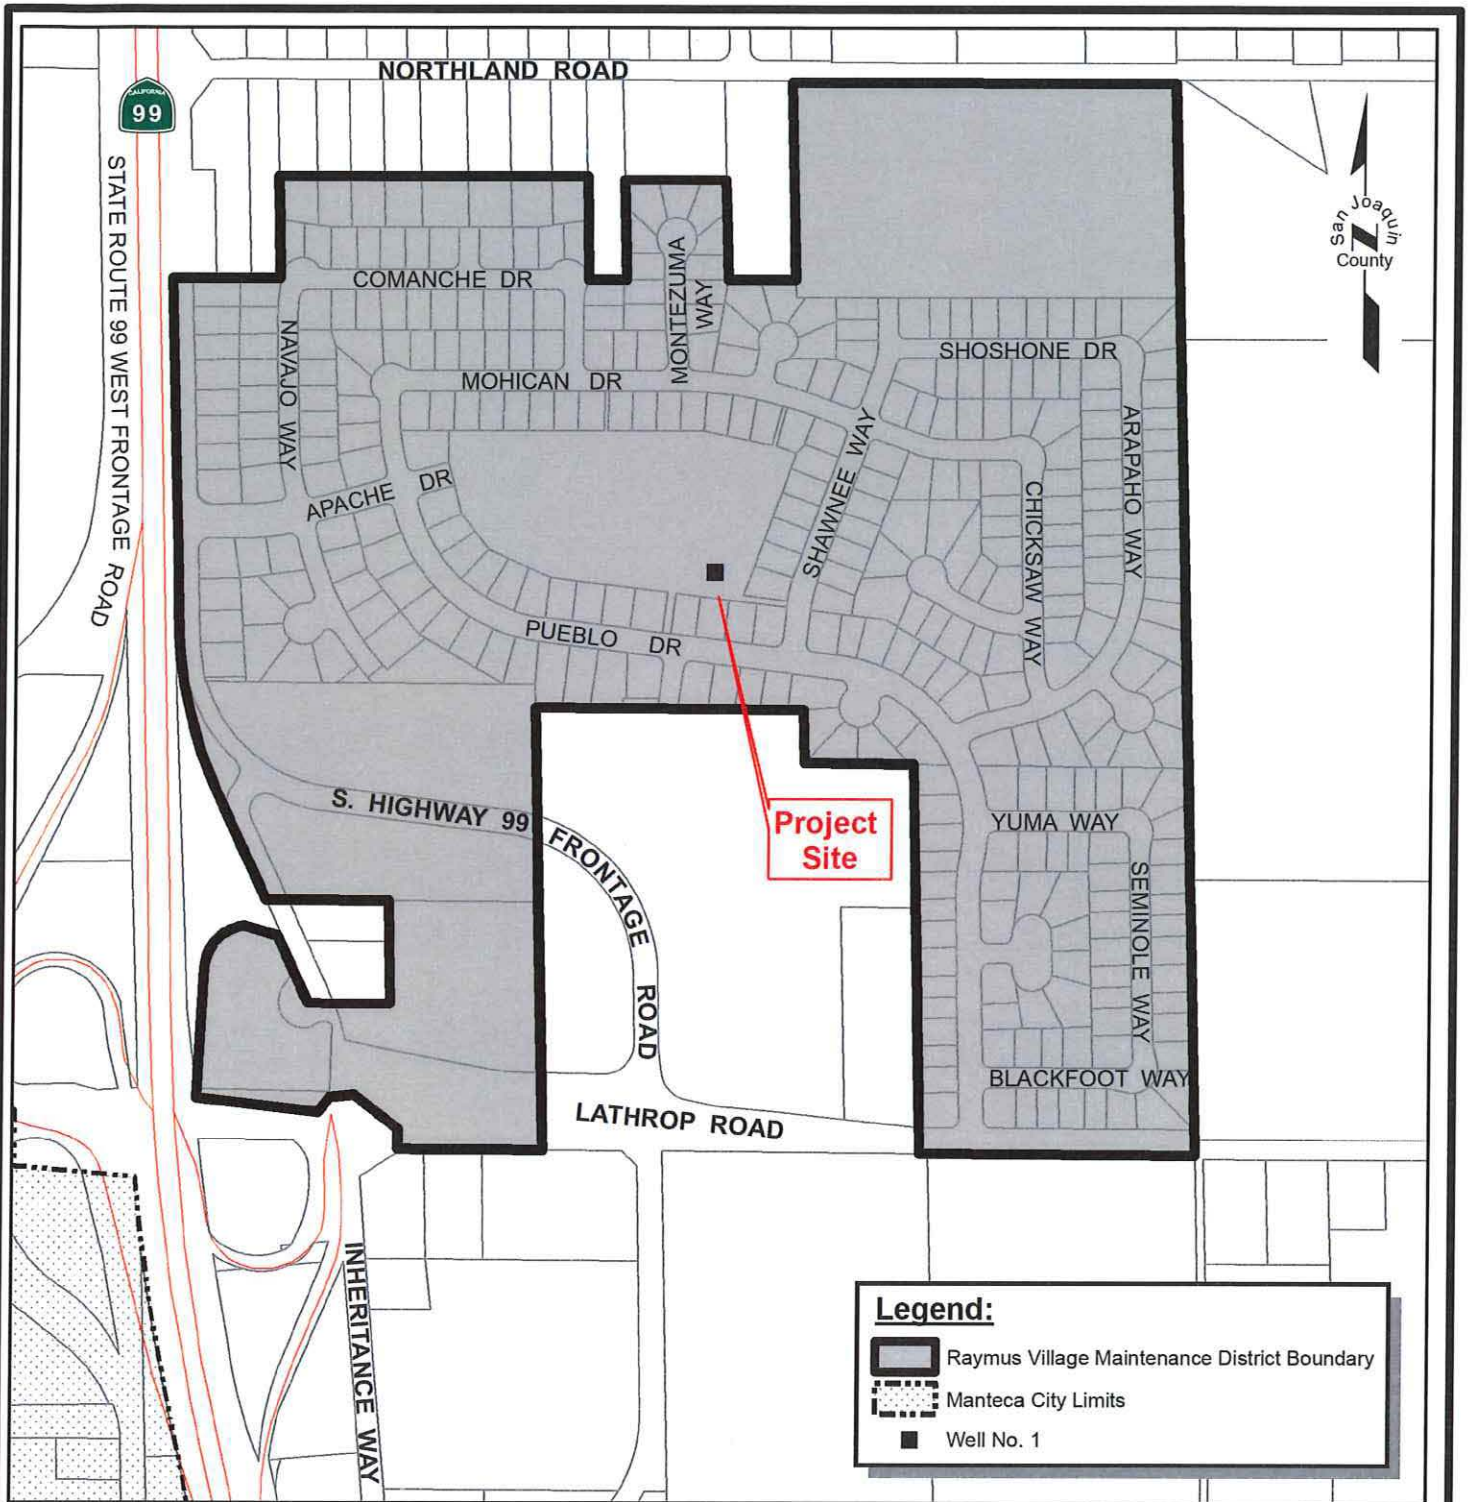 NORTHLAND ROAD
CALIFORNIA
99
STATE ROUTE 99 WEST FRONTAGE ROAD
San Joaquin
County
COMANCHE DR
MONTEZUMA
WAY
NAVAJO WAY
MOHICAN DR
SHOSHONE DR
ARAPAHO WAY
SHAWNEE WAY
APACHE DR
CHICKSAW WAY
PUEBLO DR
S. HIGHWAY 99 FRONTAGE ROAD
Project
Site
YUMA WAY
SEMINOLE WAY
BLACKFOOT WAY
LATHROP ROAD
INHERITANCE WAY
Legend:
Raymus Village Maintenance District Boundary
Manteca City Limits
Well No. 1